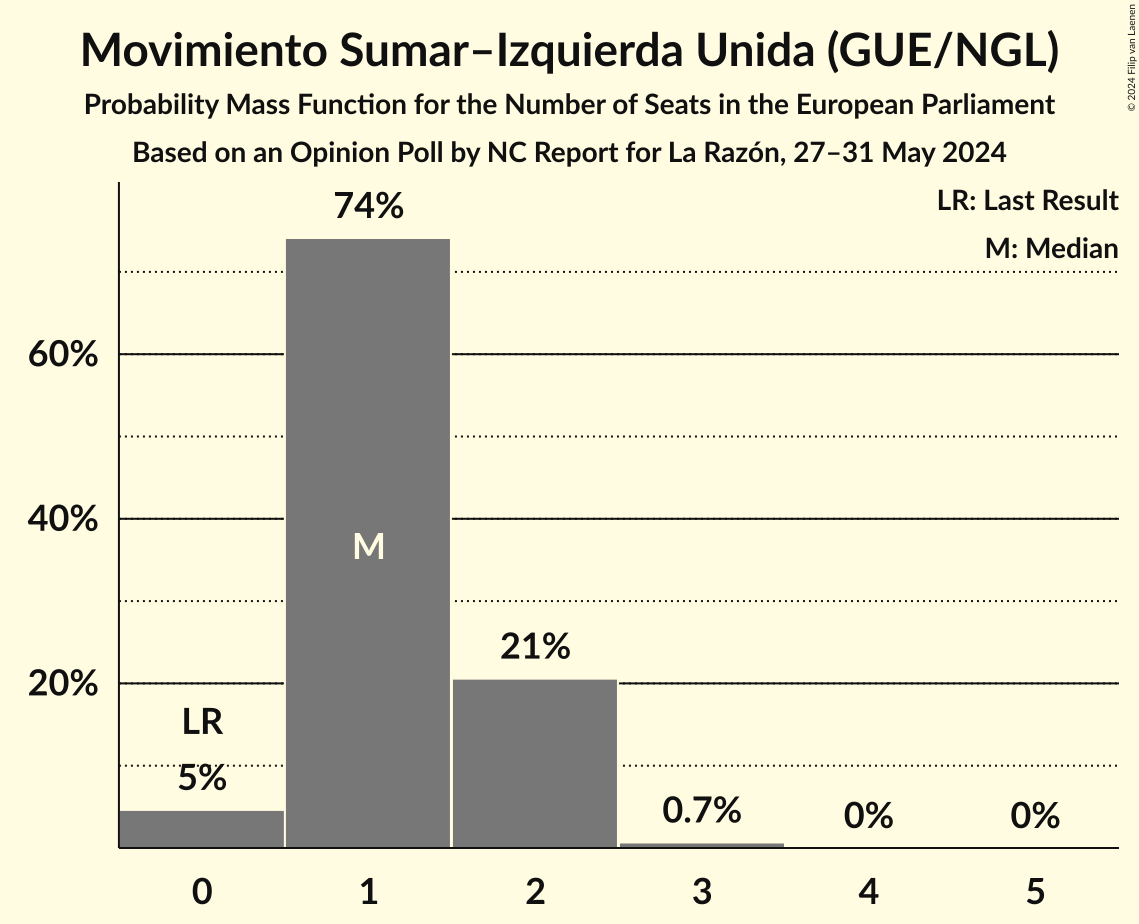 Movimiento Sumar–Izquierda Unida (GUE/NGL)
Probability Mass Function for the Number of Seats in the European Parliament
Based on an Opinion Poll by NC Report for La Razón, 27–31 May 2024
© 2024 Filip van Laenen
LR: Last Result
M: Median
74%
60%
40%
M
21%
20%
LR
5%
0.7%
0%
0%
0 1 2 3 4 5